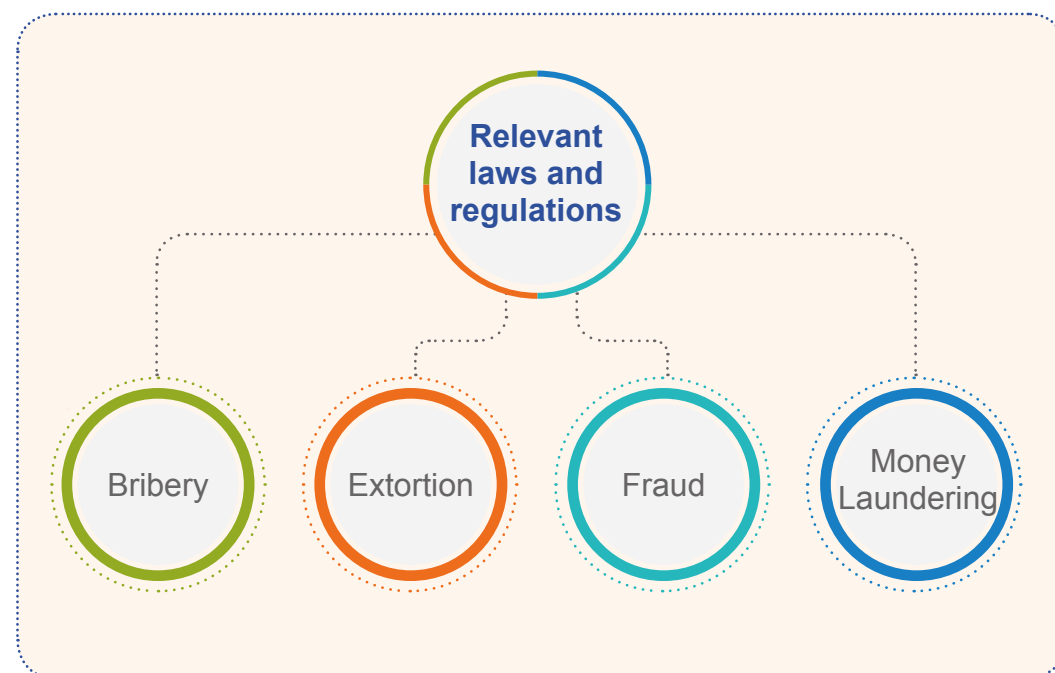 Relevant
laws and
regulations
Bribery
Extortion
Fraud
Money
Laundering